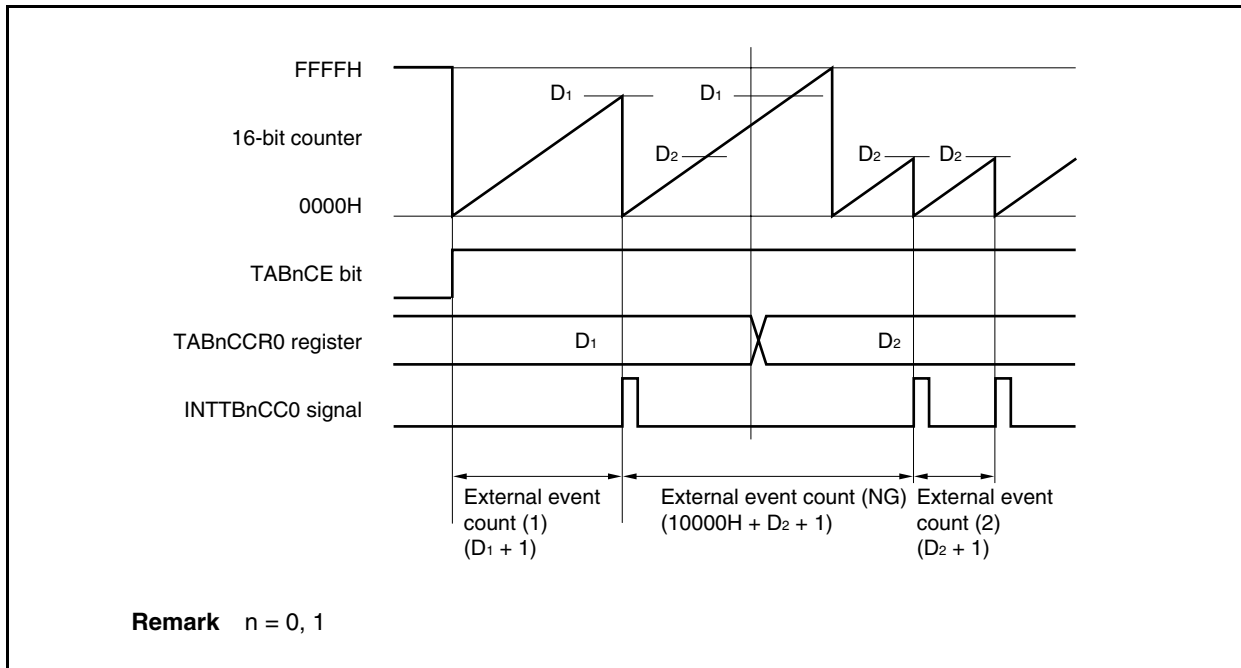 FFFFH
D1
D1
16-bit counter
D2
D2
D2
0000H
TABnCE bit
TABnCCR0 register
D1
D2
INTTBnCC0 signal
External event
count (1)
(D1 + 1)
External event count (NG)
(10000H + D2 + 1)
External event
count (2)
(D2 + 1)
Remark n = 0, 1